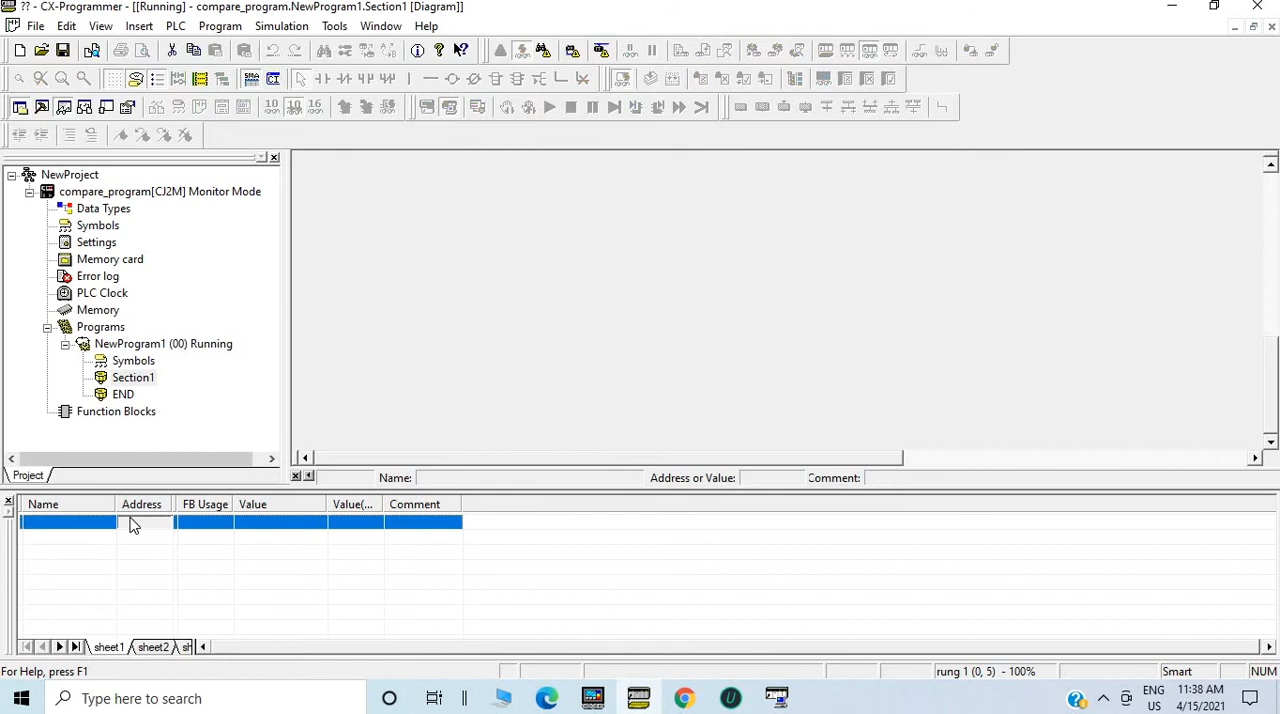 ?? - CX-Programmer - [[Running] - compare_program.NewProgram1.Section1 [Diagram]]
File Edit View Insert PLC Program Simulation Tools Window Help
10 10 16
NewProject
compare_program[CJ2M] Monitor Mode
Data Types
Symbols
Settings
Memory card
Error log
PLC Clock
Memory
Programs
NewProgram1 (00) Running
Symbols
Section1
END
Function Blocks
Project
Name: Address or Value: Comment:
Name Address FB Usage Value Value(... Comment
sheet1 sheet2 sh
For Help, press F1
rung 1 (0, 5) - 100% Smart NUM
Type here to search
ENG 11:38 AM
US 4/15/2021